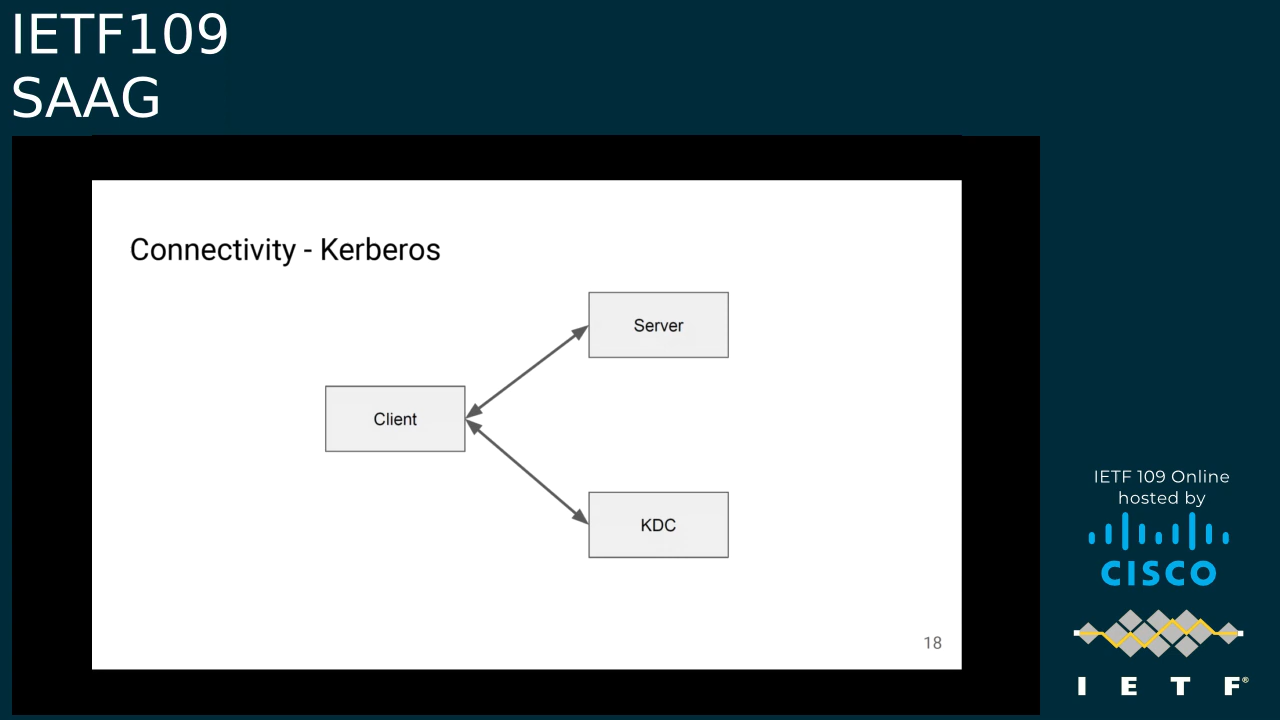 IETF109
SAAG
Connectivity - Kerberos
Server
Client
KDC
18
IETF 109 Online
hosted by
CISCO
I E T F®